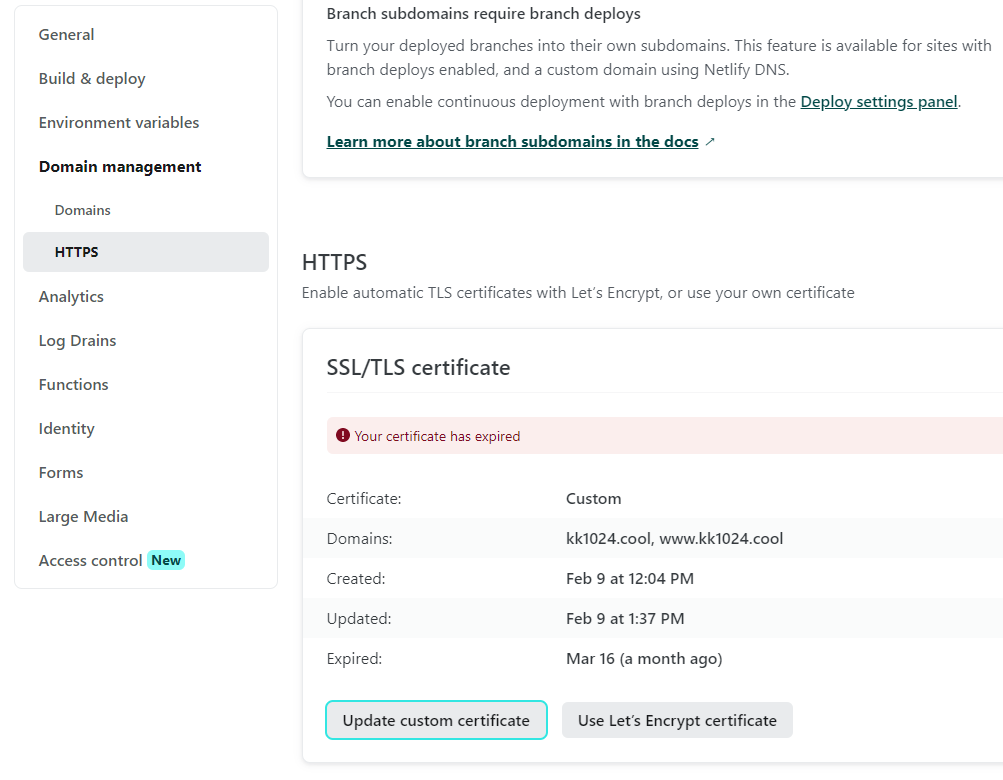 General
Build & deploy
Environment variables
Domain management
Domains
HTTPS
Analytics
Log Drains
Functions
Identity
Forms
Large Media
Access control New
Branch subdomains require branch deploys
Turn your deployed branches into their own subdomains. This feature is available for sites with
branch deploys enabled, and a custom domain using Netlify DNS.
You can enable continuous deployment with branch deploys in the Deploy settings panel.
Learn more about branch subdomains in the docs ↗
HTTPS
Enable automatic TLS certificates with Let’s Encrypt, or use your own certificate
SSL/TLS certificate
Your certificate has expired
Certificate: Custom
Domains: kk1024.cool, www.kk1024.cool
Created: Feb 9 at 12:04 PM
Updated: Feb 9 at 1:37 PM
Expired: Mar 16 (a month ago)
Update custom certificate Use Let’s Encrypt certificate